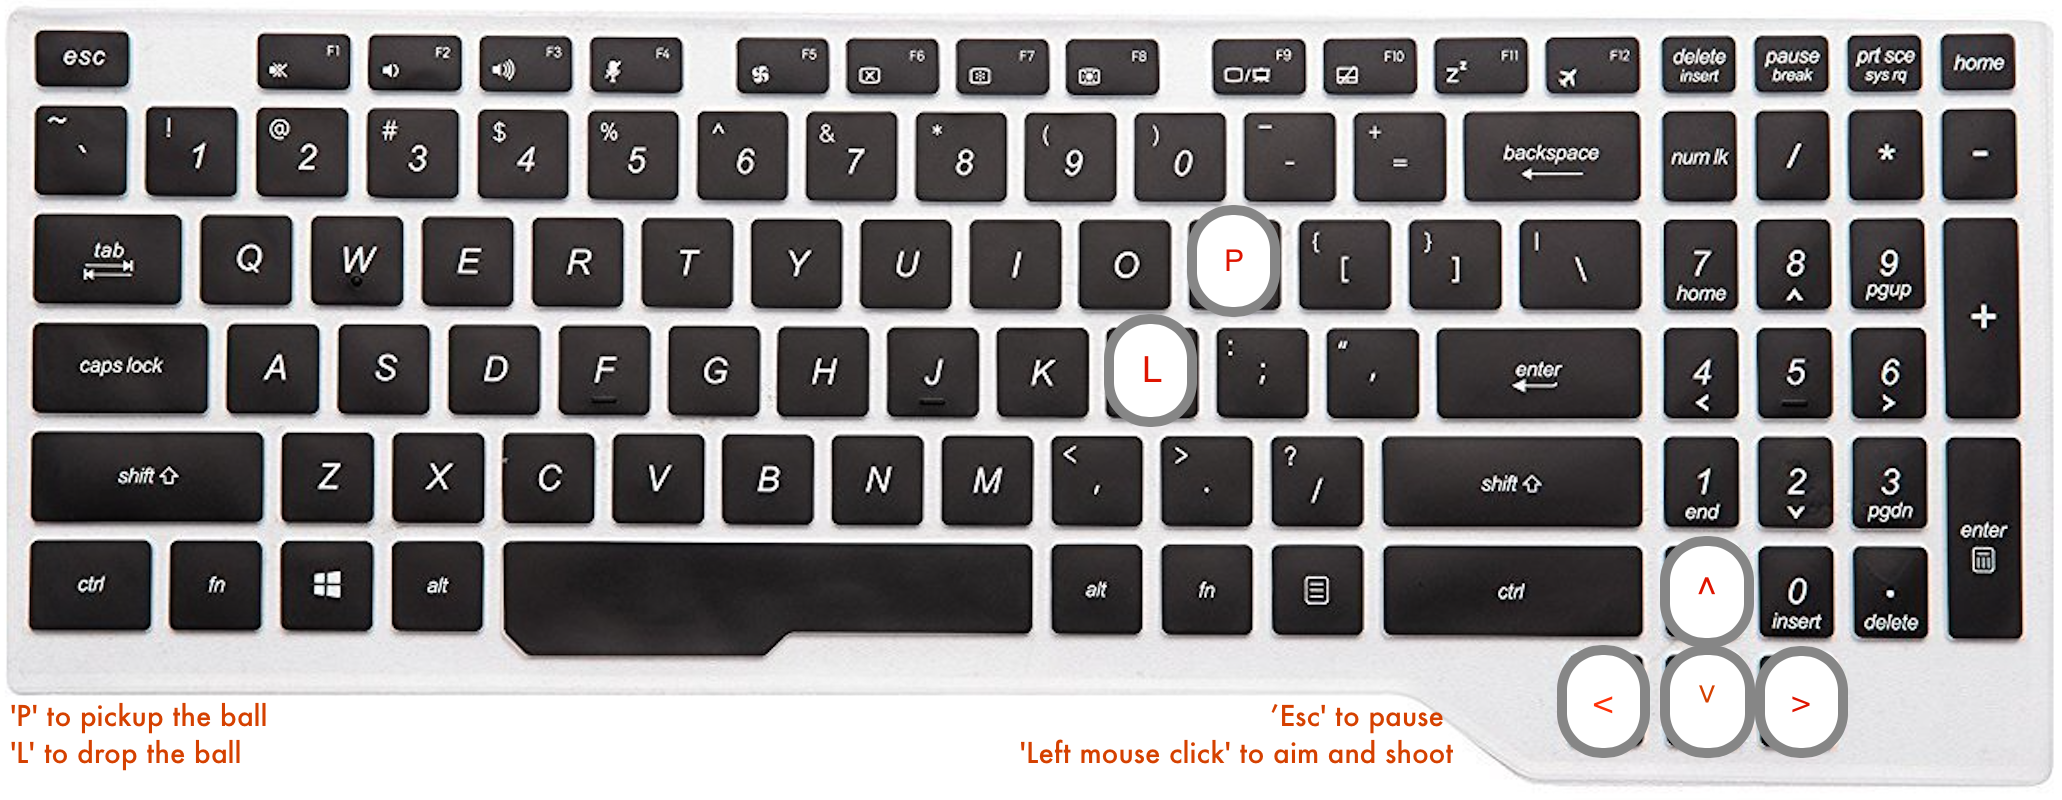 esc F1 F2 F3 F4 F5 F6 F7 F8 F9 F10 F11 F12 delete insert pause break prt sce sys rq home
~ ` ! 1 @ 2 # 3 $ 4 % 5 ^ 6 & 7 * 8 ( 9 ) 0 - - + = backspace num lk / * -
tab Q W E R T Y U I O P { [ } ] | \ 7 home 8 ^ 9 pgup +
caps lock A S D F G H J K L : ; " ' enter 4 < 5 6 >
shift Z X C V B N M < , > . ? / shift 1 end 2 v 3 pgdn enter
ctrl fn alt alt fn ctrl ^ 0 insert . delete
< v >
'P' to pickup the ball
'L' to drop the ball
'Esc' to pause
'Left mouse click' to aim and shoot